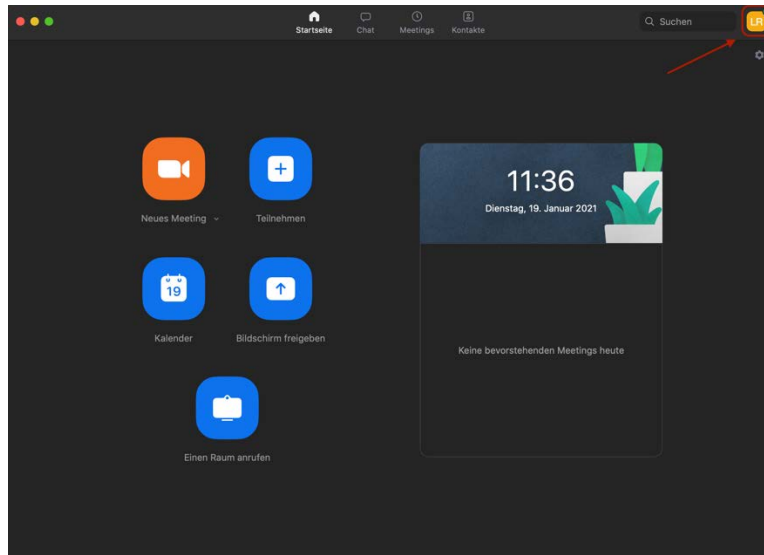 Startseite
Chat
Meetings
Kontakte
Suchen
LR
Neues Meeting
Teilnehmen
11:36
Dienstag, 19. Januar 2021
19
Kalender
Bildschirm freigeben
Keine bevorstehenden Meetings heute
Einen Raum anrufen